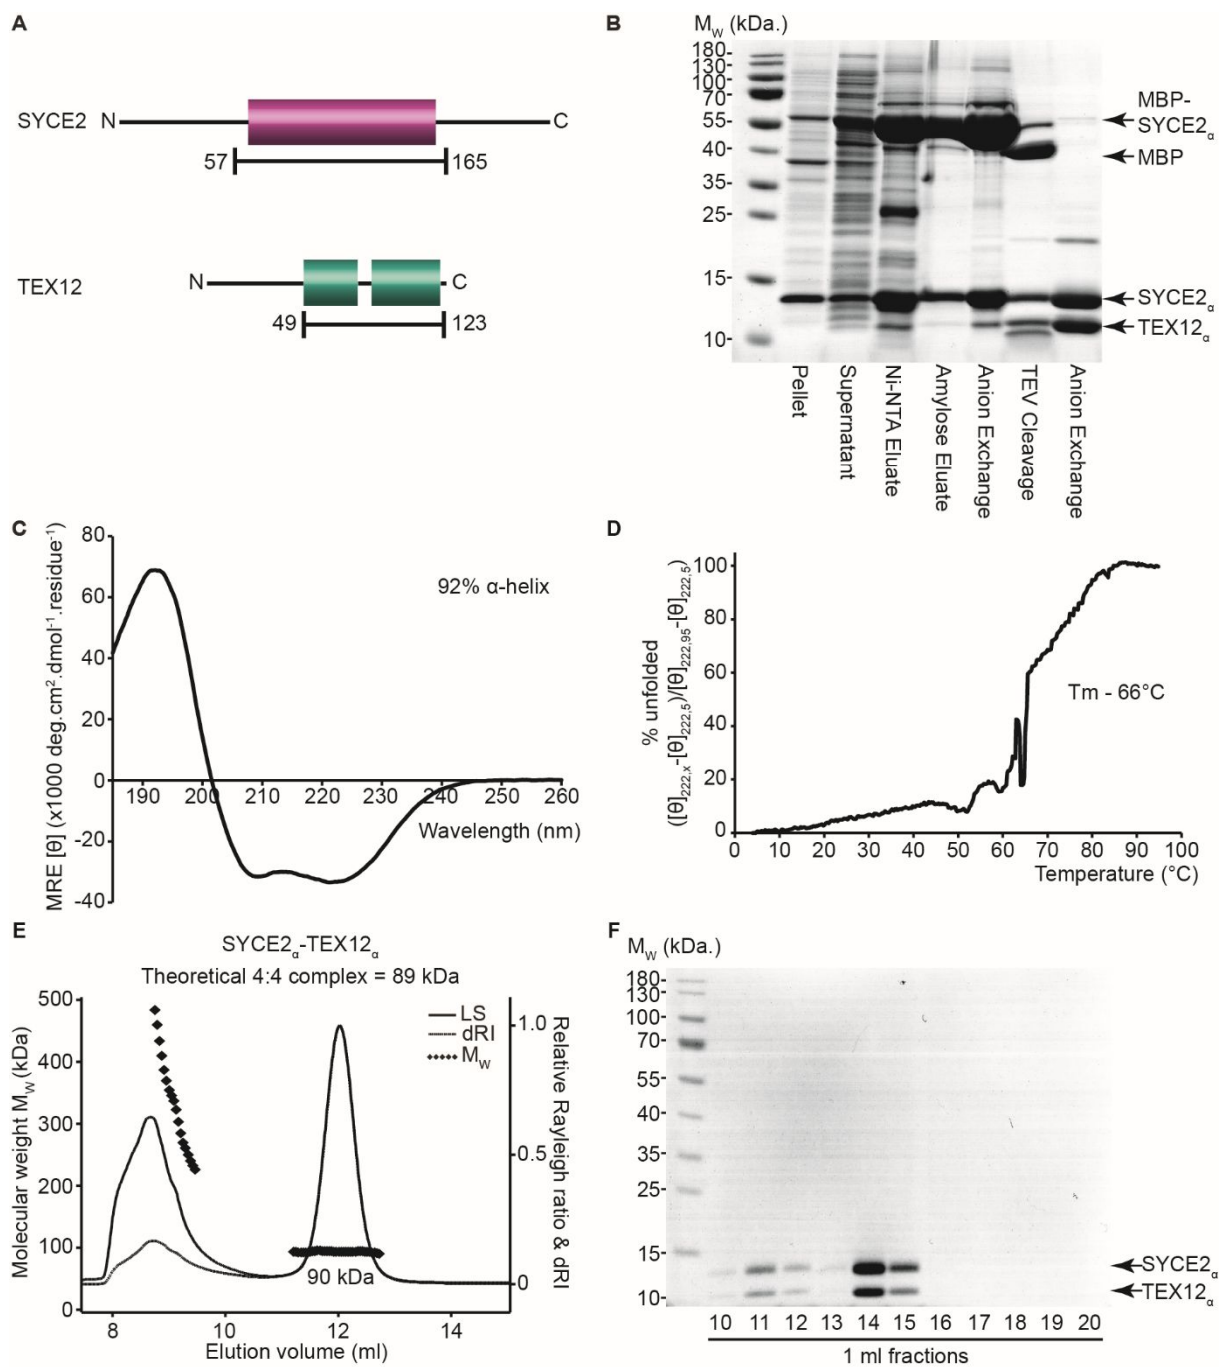 A
SYCE2 N C
57 165
TEX12 N C
49 123
B
M_W (kDa.)
180-
130-
100-
70-
55-
40-
35-
25-
15-
10-
MBP-
SYCE2_α
MBP
SYCE2_α
TEX12_α
Pellet
Supernatant
Ni-NTA Eluate
Amylose Eluate
Anion Exchange
TEV Cleavage
Anion Exchange
C
MRE [θ] (x1000 deg.cm².dmol⁻¹.residue⁻¹)
80
60
40
20
0
-20
-40
190 200 210 220 230 240 250 260
Wavelength (nm)
92% α-helix
D
% unfolded
([θ]_222,x-[θ]_222,5)/[θ]_222,95-[θ]_222,5)
100
80
60
40
20
0
0 10 20 30 40 50 60 70 80 90 100
Temperature (°C)
Tm - 66°C
E
SYCE2_α-TEX12_α
Theoretical 4:4 complex = 89 kDa
Molecular weight M_W (kDa)
500
400
300
200
100
0
LS
dRI
M_W
90 kDa
1.0
0.5
0
Relative Rayleigh ratio & dRI
8 10 12 14
Elution volume (ml)
F
M_W (kDa.)
180-
130-
100-
70-
55-
40-
35-
25-
15-
10-
SYCE2_α
TEX12_α
10 11 12 13 14 15 16 17 18 19 20
1 ml fractions